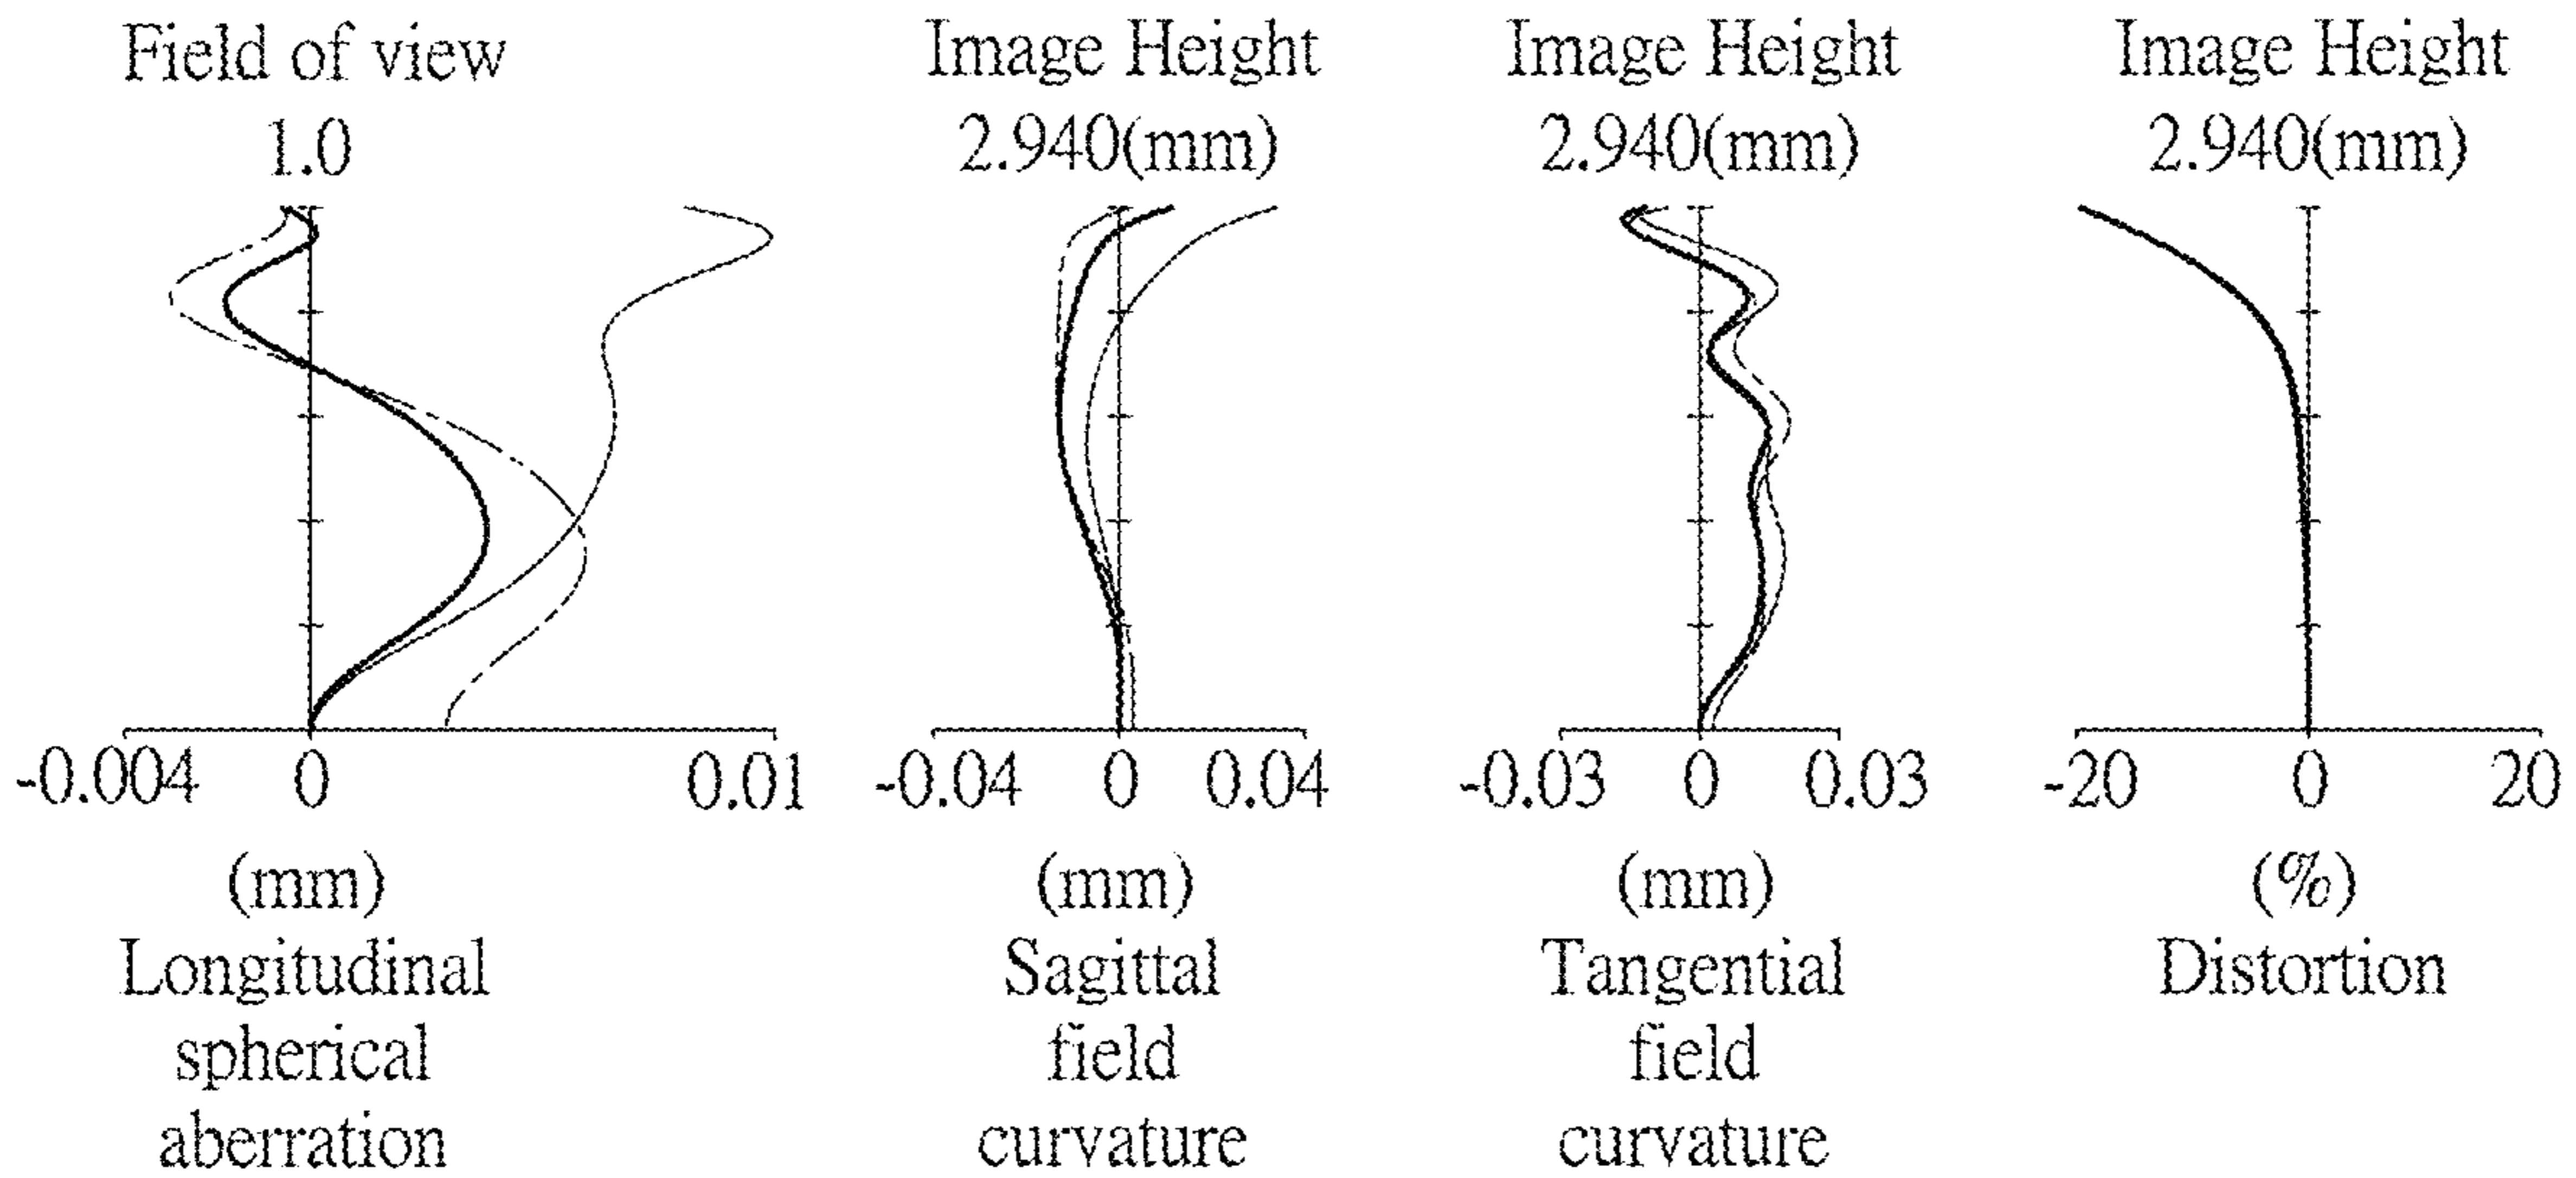 Field of view
1.0
-0.004 0 0.01
(mm)
Longitudinal
spherical
aberration
Image Height
2.940(mm)
-0.04 0 0.04
(mm)
Sagittal
field
curvature
Image Height
2.940(mm)
-0.03 0 0.03
(mm)
Tangential
field
curvature
Image Height
2.940(mm)
-20 0 20
(%)
Distortion